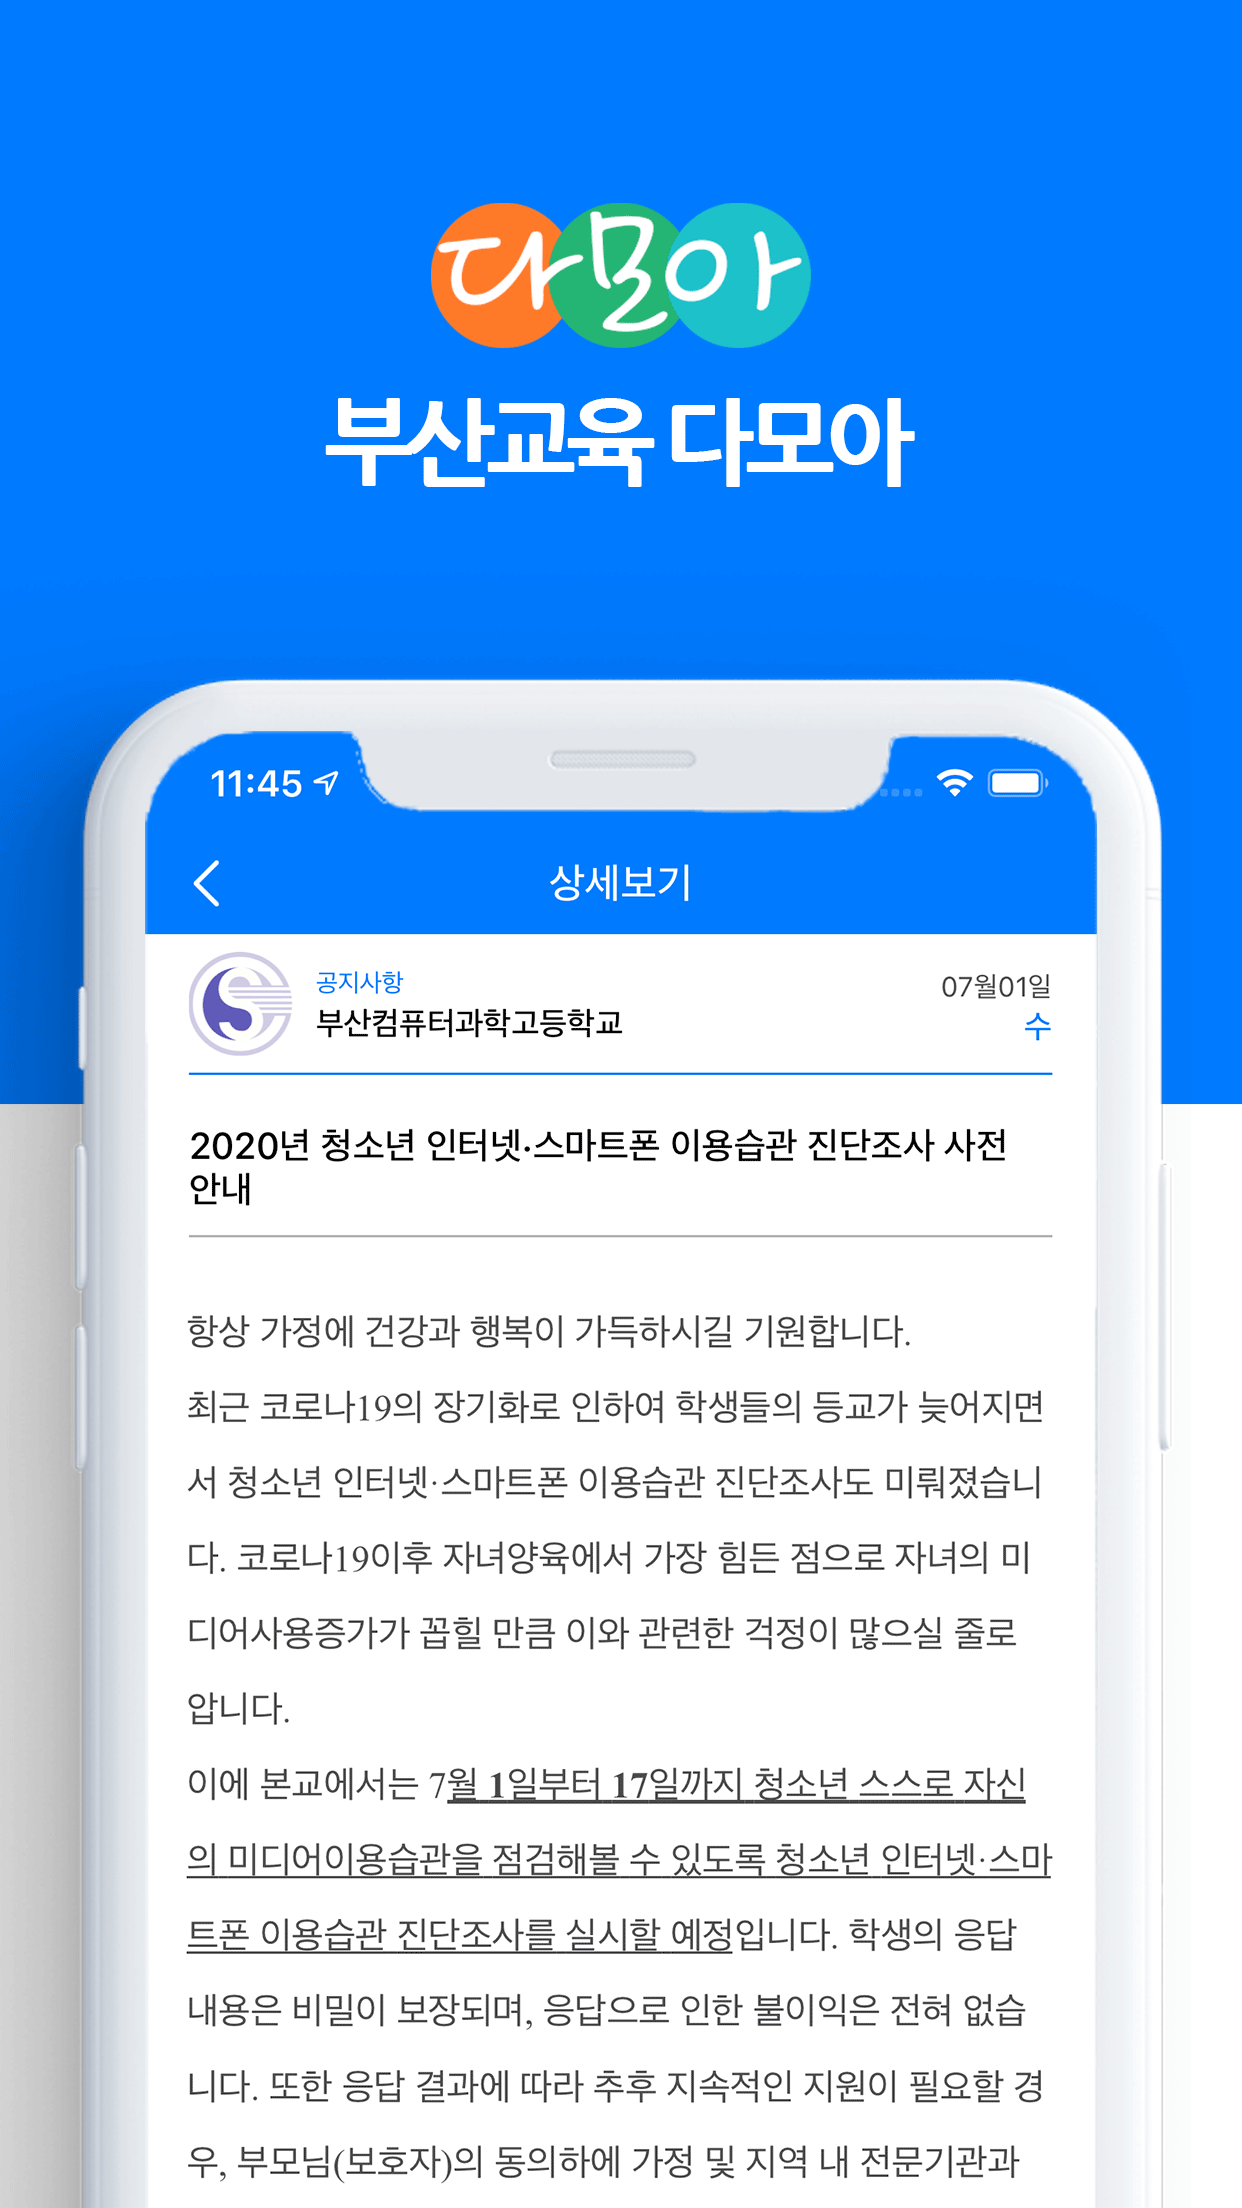 다모아
부산교육 다모아
11:45
상세보기
공지사항
07월01일
부산컴퓨터과학고등학교
수
2020년 청소년 인터넷·스마트폰 이용습관 진단조사 사전
안내
항상 가정에 건강과 행복이 가득하시길 기원합니다.
최근 코로나19의 장기화로 인하여 학생들의 등교가 늦어지면
서 청소년 인터넷·스마트폰 이용습관 진단조사도 미뤄졌습니
다. 코로나19이후 자녀양육에서 가장 힘든 점으로 자녀의 미
디어사용증가가 꼽힐 만큼 이와 관련한 걱정이 많으실 줄로
압니다.
이에 본교에서는 7월 1일부터 17일까지 청소년 스스로 자신
의 미디어이용습관을 점검해볼 수 있도록 청소년 인터넷·스마
트폰 이용습관 진단조사를 실시할 예정입니다. 학생의 응답
내용은 비밀이 보장되며, 응답으로 인한 불이익은 전혀 없습
니다. 또한 응답 결과에 따라 추후 지속적인 지원이 필요할 경
우, 부모님(보호자)의 동의하에 가정 및 지역 내 전문기관과